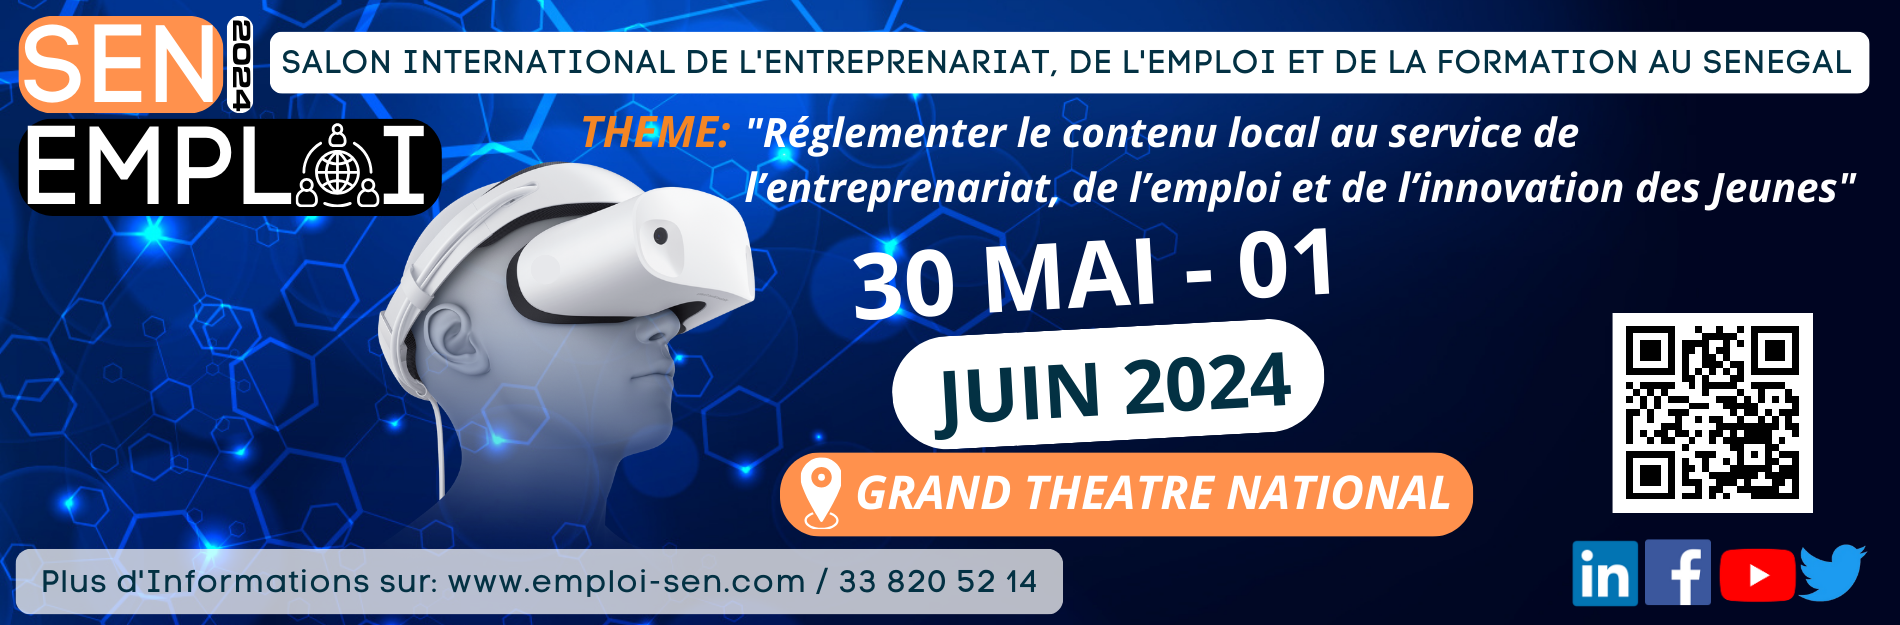 SEN
2024
EMPLOI
SALON INTERNATIONAL DE L'ENTREPRENARIAT, DE L'EMPLOI ET DE LA FORMATION AU SENEGAL
THEME: "Réglementer le contenu local au service de
l’entreprenariat, de l’emploi et de l’innovation des Jeunes"
30 MAI - 01
JUIN 2024
GRAND THEATRE NATIONAL
Plus d'Informations sur: www.emploi-sen.com / 33 820 52 14
in
f